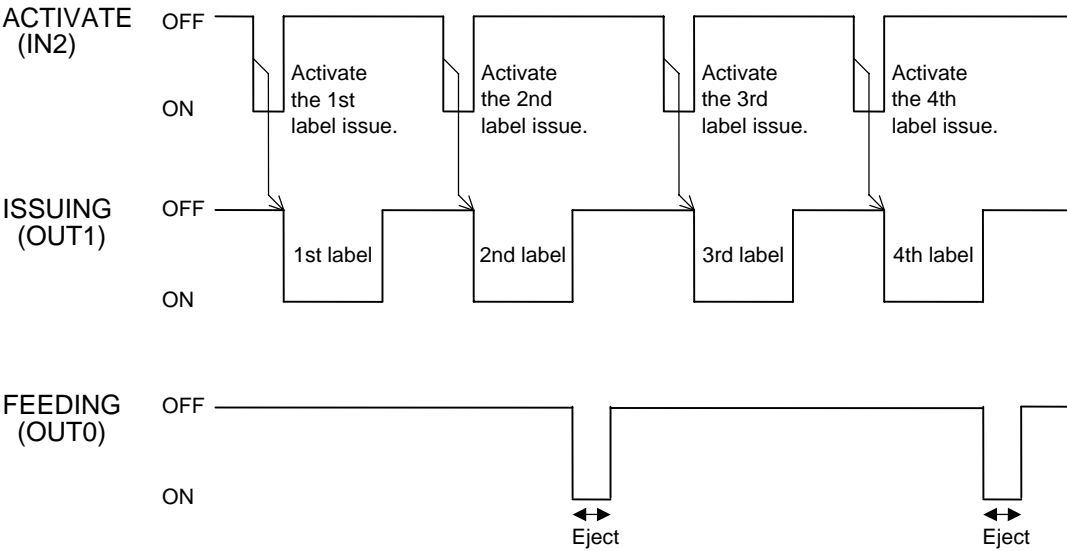 ACTIVATE
(IN2)
OFF
ON
Activate
the 1st
label issue.
Activate
the 2nd
label issue.
Activate
the 3rd
label issue.
Activate
the 4th
label issue.
ISSUING
(OUT1)
OFF
ON
1st label
2nd label
3rd label
4th label
FEEDING
(OUT0)
OFF
ON
Eject
Eject